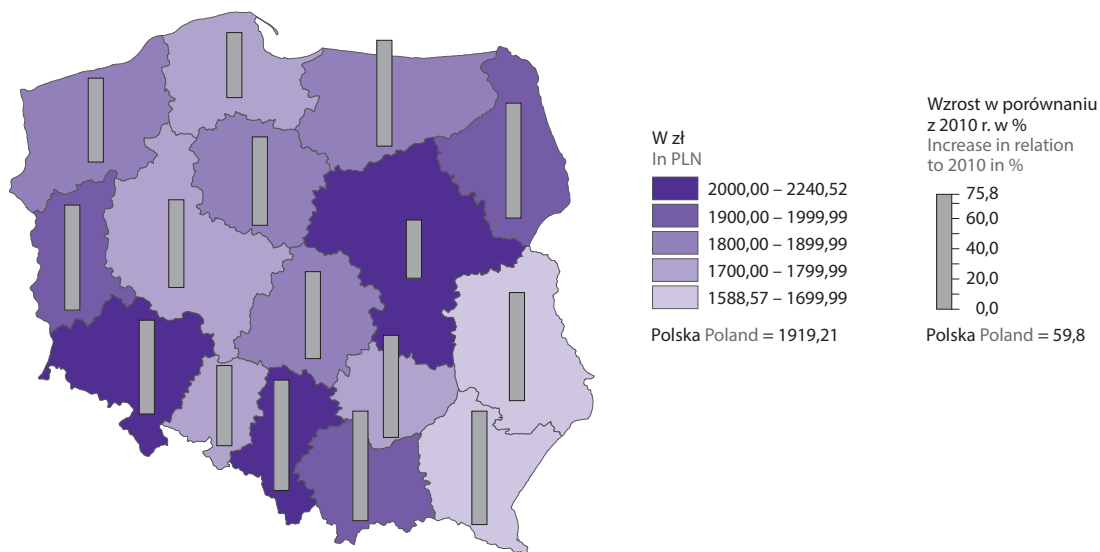 W zł
In PLN
2000,00 – 2240,52
1900,00 – 1999,99
1800,00 – 1899,99
1700,00 – 1799,99
1588,57 – 1699,99
Polska Poland = 1919,21
Wzrost w porównaniu
z 2010 r. w %
Increase in relation
to 2010 in %
75,8
60,0
40,0
20,0
0,0
Polska Poland = 59,8